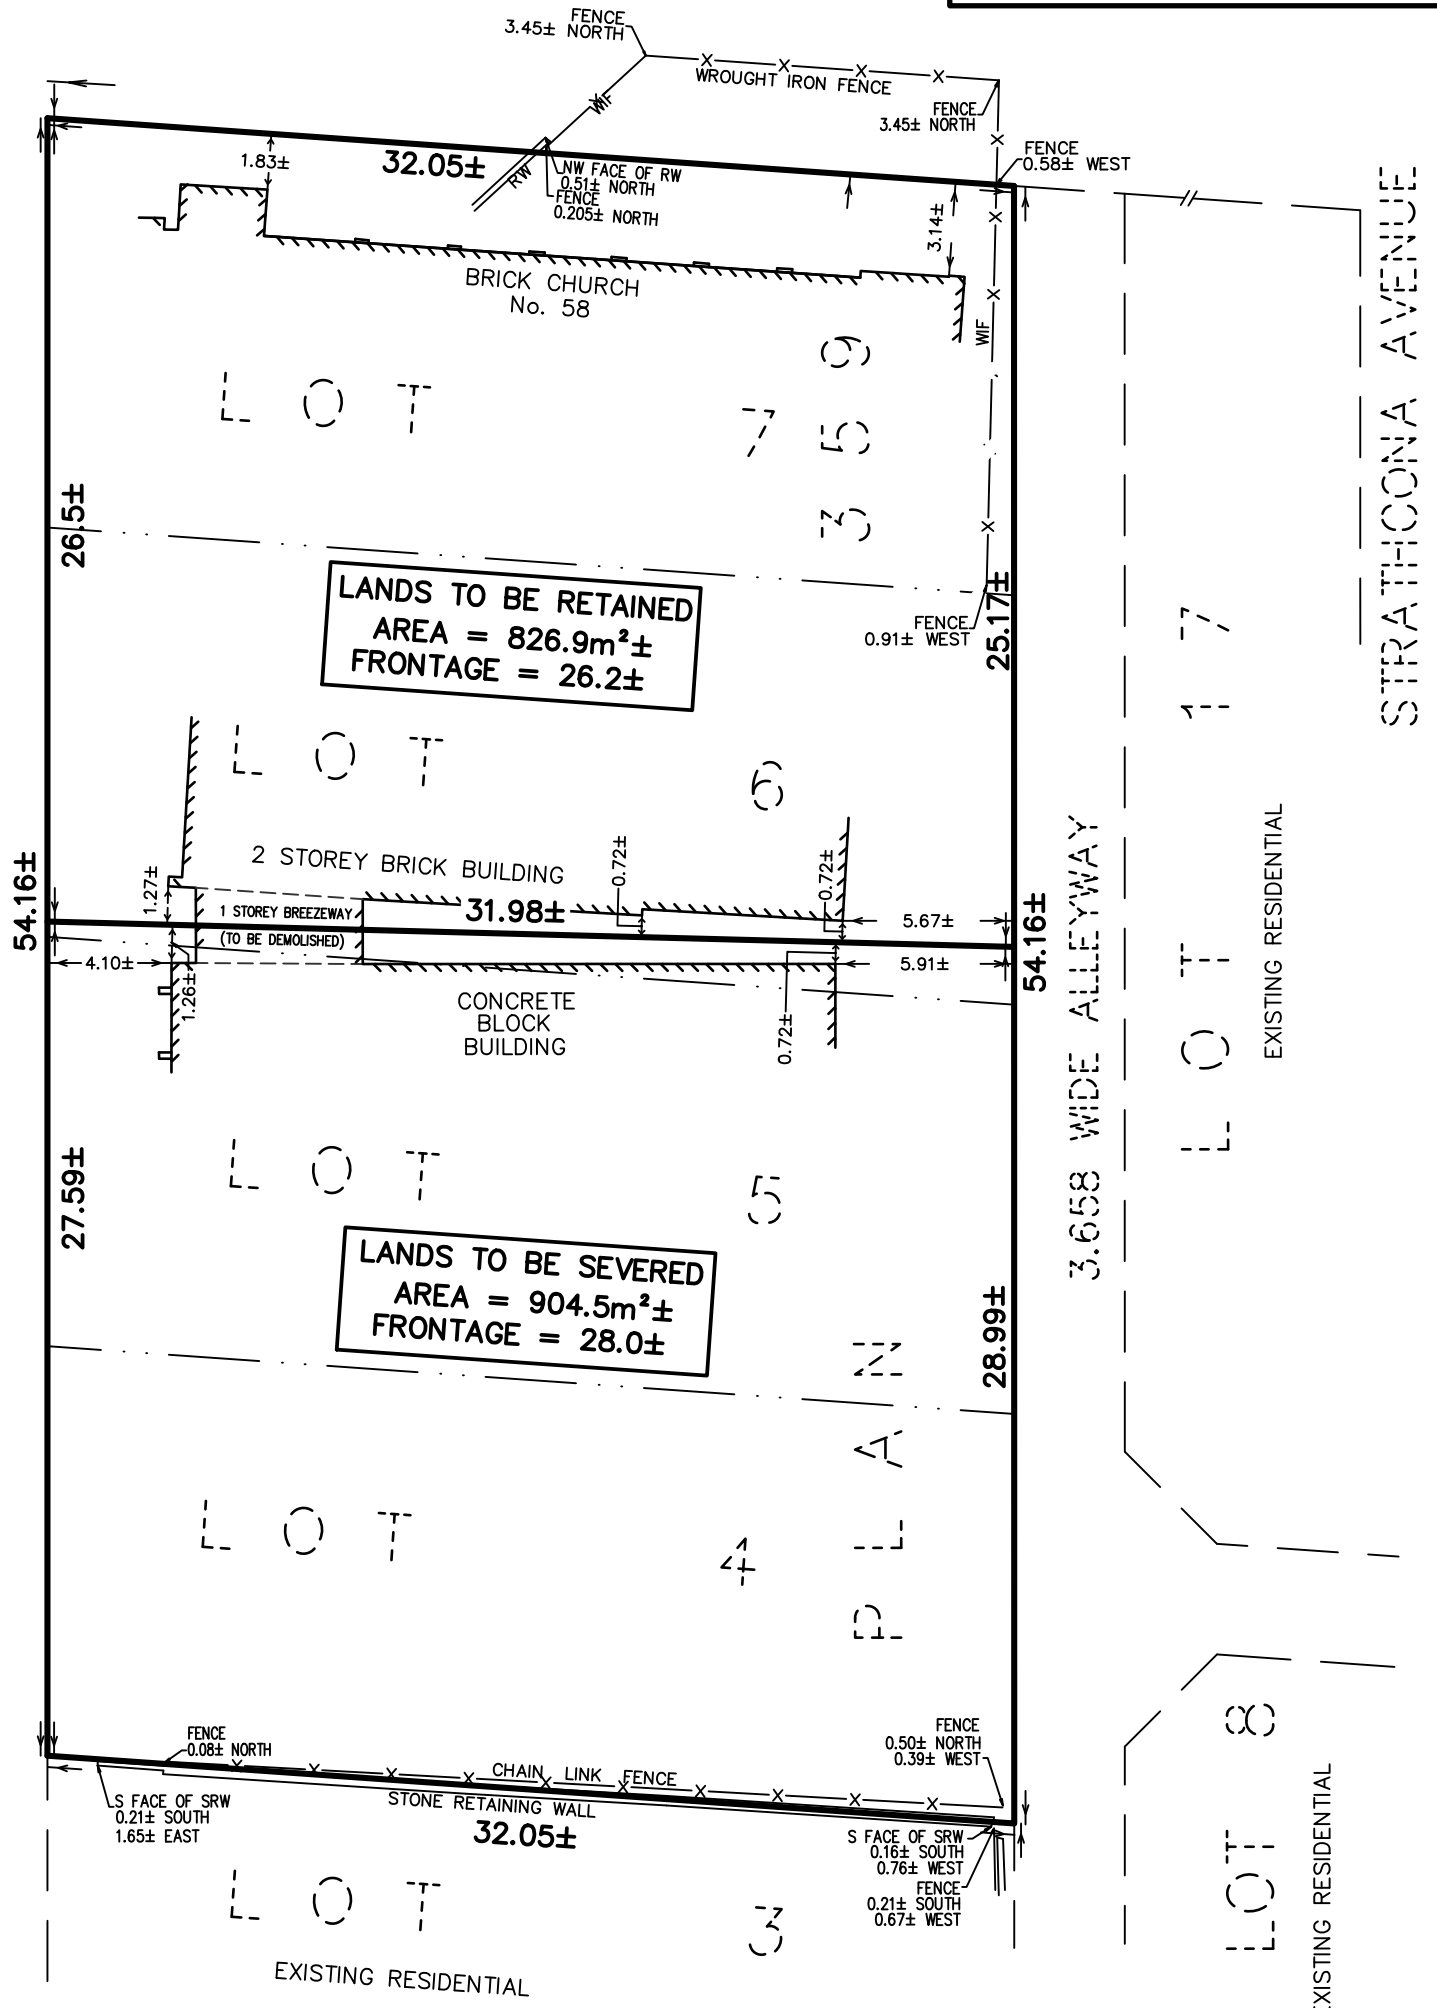 FENCE
3.45± NORTH
WROUGHT IRON FENCE
WIF
FENCE
3.45± NORTH
FENCE
0.58± WEST
1.83±
32.05±
RW
NW FACE OF RW
0.51± NORTH
FENCE
0.205± NORTH
3.14±
BRICK CHURCH
No. 58
WIF
STRATHCONA AVENUE
LOT 7
359
26.5±
LANDS TO BE RETAINED
AREA = 826.9m²±
FRONTAGE = 26.2±
FENCE
0.91± WEST
25.17±
LOT 17
EXISTING RESIDENTIAL
LOT 6
2 STOREY BRICK BUILDING
0.72±
0.72±
1.27±
54.16±
1 STOREY BREEZEWAY
(TO BE DEMOLISHED)
31.98±
5.67±
54.16±
4.10±
1.26±
5.91±
0.72±
CONCRETE
BLOCK
BUILDING
3.658 WIDE ALLEYWAY
LOT 5
27.59±
LANDS TO BE SEVERED
AREA = 904.5m²±
FRONTAGE = 28.0±
28.99±
PLAN
LOT 4
FENCE
0.08± NORTH
FENCE
0.50± NORTH
0.39± WEST
CHAIN LINK FENCE
STONE RETAINING WALL
32.05±
S FACE OF SRW
0.21± SOUTH
1.65± EAST
S FACE OF SRW
0.16± SOUTH
0.76± WEST
FENCE
0.21± SOUTH
0.67± WEST
LOT 3
EXISTING RESIDENTIAL
LOT 8
EXISTING RESIDENTIAL